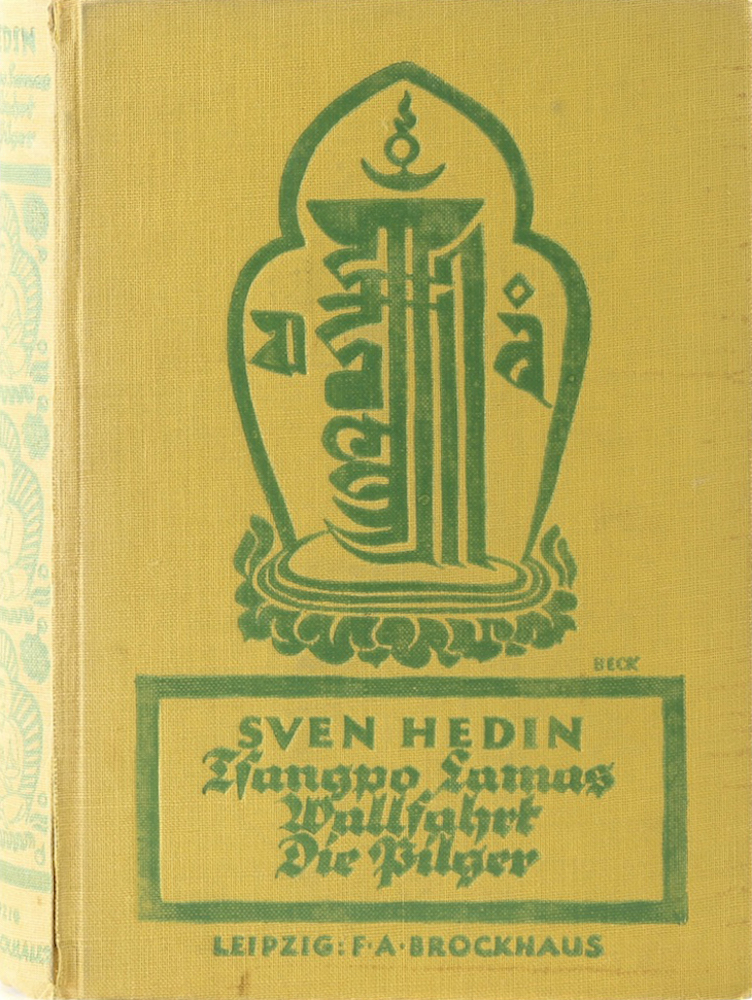 BECK
SVEN HEDIN
Tsangpo Lamas
Wallfahrt
Die Pilger
LEIPZIG: F·A·BROCKHAUS